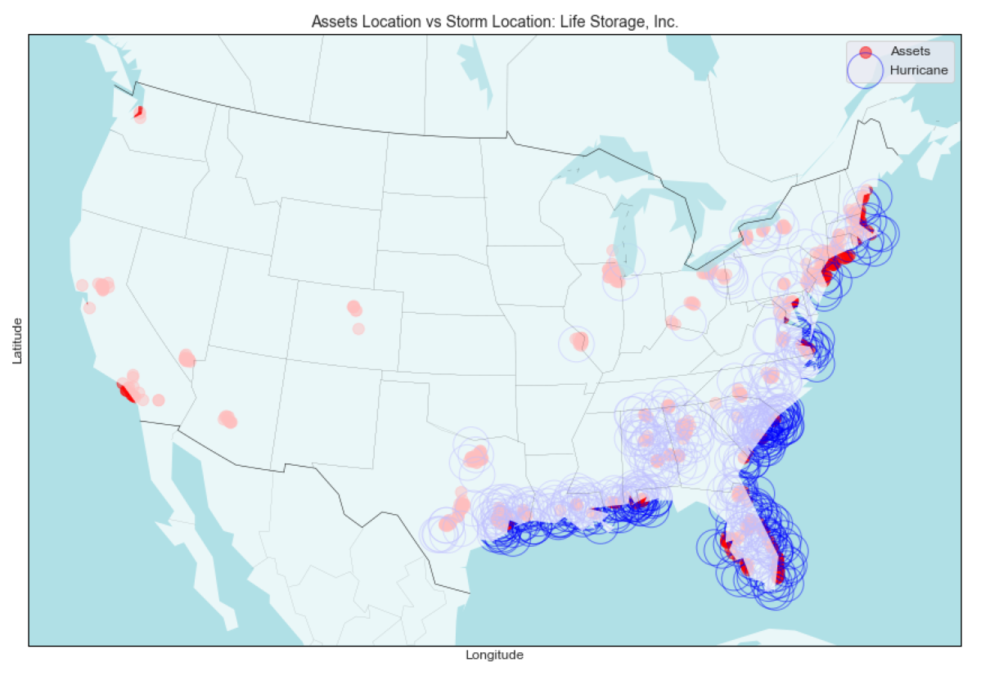 Assets Location vs Storm Location: Life Storage, Inc.
Assets
Hurricane
Latitude
Longitude